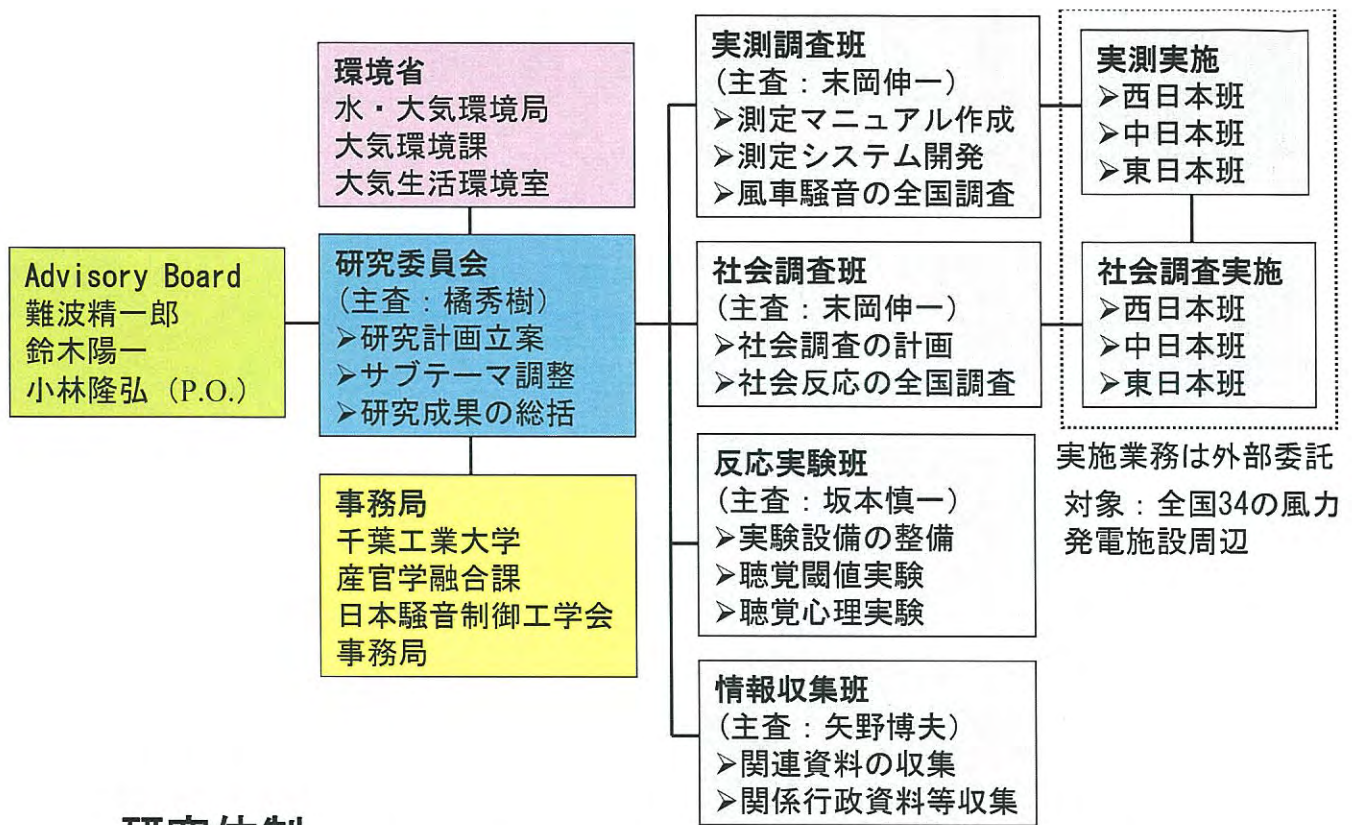 環境省
水・大気環境局
大気環境課
大気生活環境室
Advisory Board
難波精一郎
鈴木陽一
小林隆弘 (P.O.)
研究委員会
(主査：橘秀樹)
➢研究計画立案
➢サブテーマ調整
➢研究成果の総括
事務局
千葉工業大学
産官学融合課
日本騒音制御工学会
事務局
実測調査班
(主査：末岡伸一)
➢測定マニュアル作成
➢測定システム開発
➢風車騒音の全国調査
社会調査班
(主査：末岡伸一)
➢社会調査の計画
➢社会反応の全国調査
反応実験班
(主査：坂本慎一)
➢実験設備の整備
➢聴覚閾値実験
➢聴覚心理実験
情報収集班
(主査：矢野博夫)
➢関連資料の収集
➢関係行政資料等収集
実測実施
➢西日本班
➢中日本班
➢東日本班
社会調査実施
➢西日本班
➢中日本班
➢東日本班
実施業務は外部委託
対象：全国34の風力
発電施設周辺
研究体制